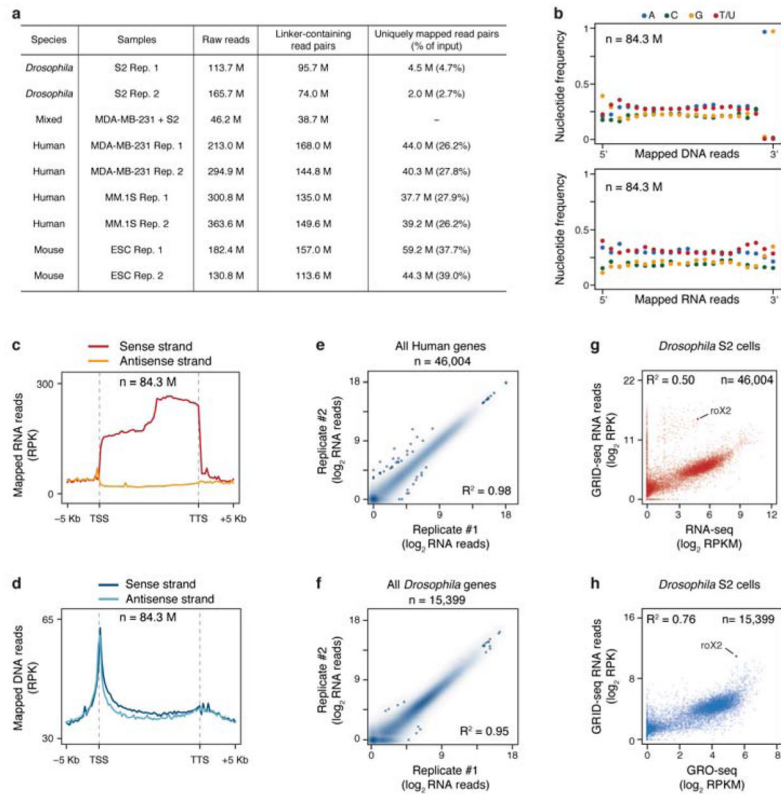 a
Species Samples Raw reads Linker-containing read pairs Uniquely mapped read pairs (% of input)
Drosophila S2 Rep. 1 113.7 M 95.7 M 4.5 M (4.7%)
Drosophila S2 Rep. 2 165.7 M 74.0 M 2.0 M (2.7%)
Mixed MDA-MB-231 + S2 46.2 M 38.7 M –
Human MDA-MB-231 Rep. 1 213.0 M 168.0 M 44.0 M (26.2%)
Human MDA-MB-231 Rep. 2 294.9 M 144.8 M 40.3 M (27.8%)
Human MM.1S Rep. 1 300.8 M 135.0 M 37.7 M (27.9%)
Human MM.1S Rep. 2 363.6 M 149.6 M 39.2 M (26.2%)
Mouse ESC Rep. 1 182.4 M 157.0 M 59.2 M (37.7%)
Mouse ESC Rep. 2 130.8 M 113.6 M 44.3 M (39.0%)
b
A C G T/U
n = 84.3 M
Nucleotide frequency
1
0.5
0
5' Mapped DNA reads 3'
n = 84.3 M
Nucleotide frequency
1
0.5
0
5' Mapped RNA reads 3'
c
Sense strand
Antisense strand
n = 84.3 M
Mapped RNA reads
(RPK)
300
0
–5 Kb TSS TTS +5 Kb
d
Sense strand
Antisense strand
n = 84.3 M
Mapped DNA reads
(RPK)
65
30
–5 Kb TSS TTS +5 Kb
e
All Human genes
n = 46,004
Replicate #2
(log2 RNA reads)
18
9
0
R² = 0.98
0 9 18
Replicate #1
(log2 RNA reads)
f
All Drosophila genes
n = 15,399
Replicate #2
(log2 RNA reads)
18
9
0
R² = 0.95
0 9 18
Replicate #1
(log2 RNA reads)
g
Drosophila S2 cells
R² = 0.50 n= 46,004
roX2
GRID-seq RNA reads
(log2 RPK)
22
11
0
0 3 6 9 12
RNA-seq
(log2 RPKM)
h
Drosophila S2 cells
R² = 0.76 n= 15,399
roX2
GRID-seq RNA reads
(log2 RPK)
16
8
0
0 2 4 6 8
GRO-seq
(log2 RPKM)